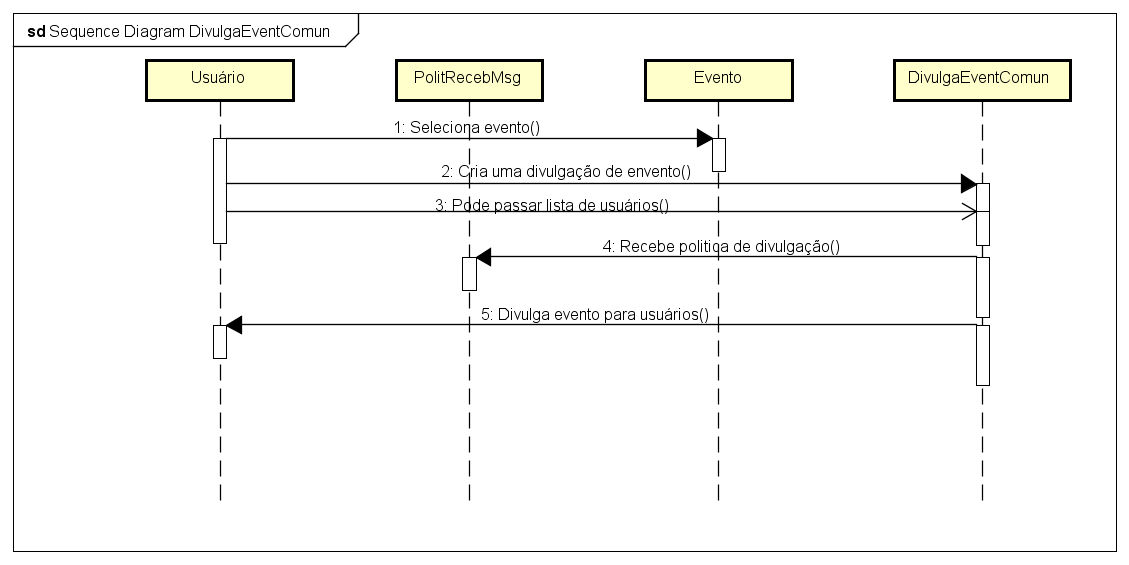 sd Sequence Diagram DivulgaEventComun
Usuário
PolitRecebMsg
Evento
DivulgaEventComun
1: Seleciona evento()
2: Cria uma divulgação de envento()
3: Pode passar lista de usuários()
4: Recebe politica de divulgação()
5: Divulga evento para usuários()